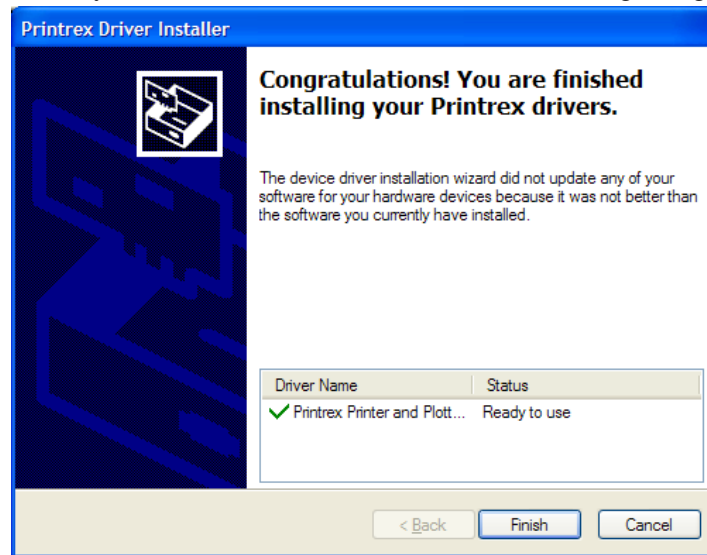 Printrex Driver Installer
Congratulations! You are finished
installing your Printrex drivers.
The device driver installation wizard did not update any of your
software for your hardware devices because it was not better than
the software you currently have installed.
Driver Name Status
Printrex Printer and Plott... Ready to use
< Back Finish Cancel